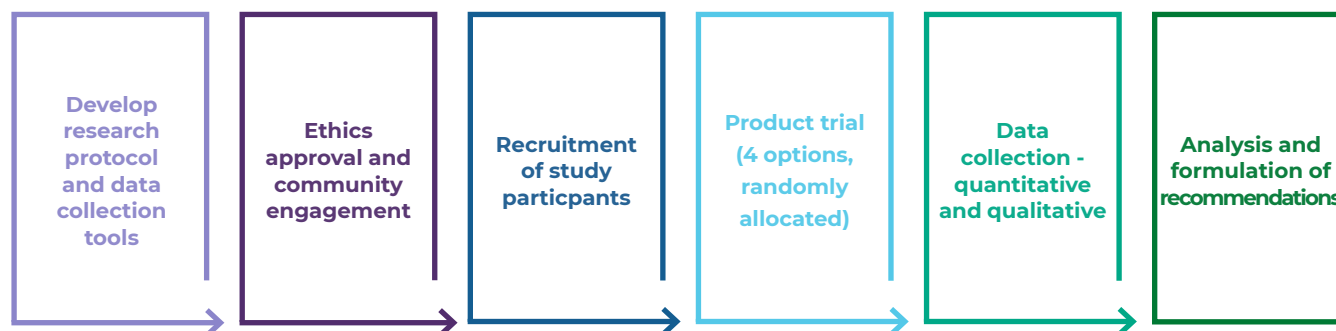 Develop
research
protocol
and data
collection
tools
Ethics
approval and
community
engagement
Recruitment
of study
particpants
Product trial
(4 options,
randomly
allocated)
Data
collection -
quantitative
and qualitative
Analysis and
formulation of
recommendations